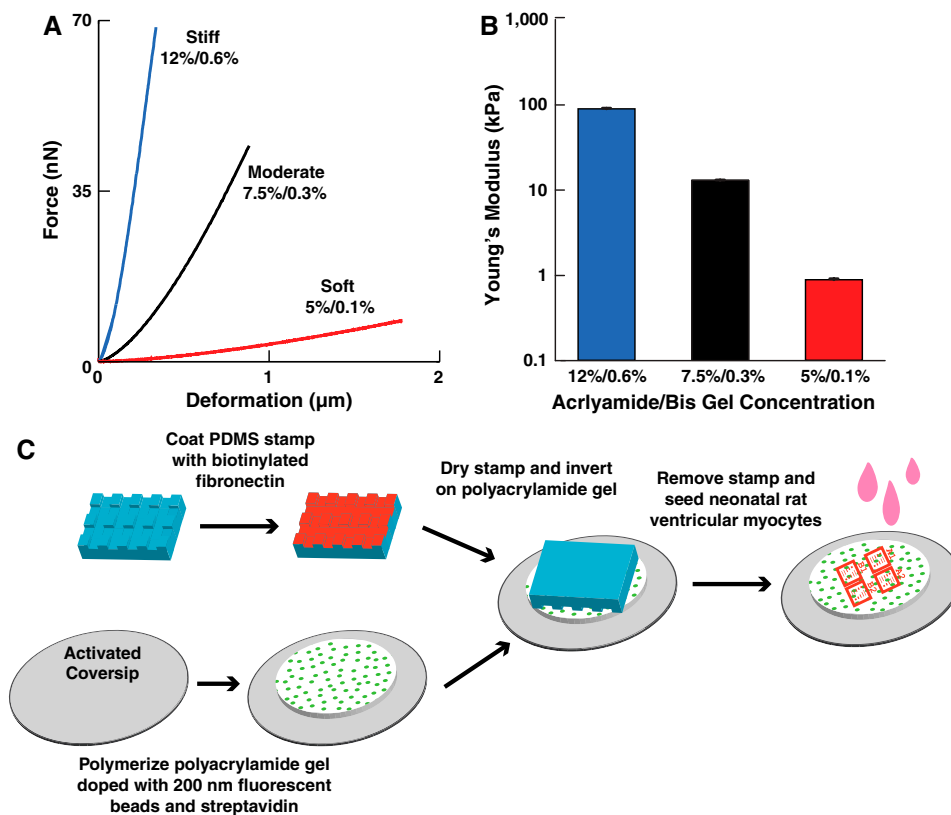 A
70
35
0
Force (nN)
Stiff
12%/0.6%
Moderate
7.5%/0.3%
Soft
5%/0.1%
0
1
2
Deformation (µm)
B
1,000
100
10
1
0.1
Young's Modulus (kPa)
12%/0.6%
7.5%/0.3%
5%/0.1%
Acrlyamide/Bis Gel Concentration
C
Coat PDMS stamp
with biotinylated
fibronectin
Dry stamp and invert
on polyacrylamide gel
Remove stamp and
seed neonatal rat
ventricular myocytes
Activated
Coversip
Polymerize polyacrylamide gel
doped with 200 nm fluorescent
beads and streptavidin